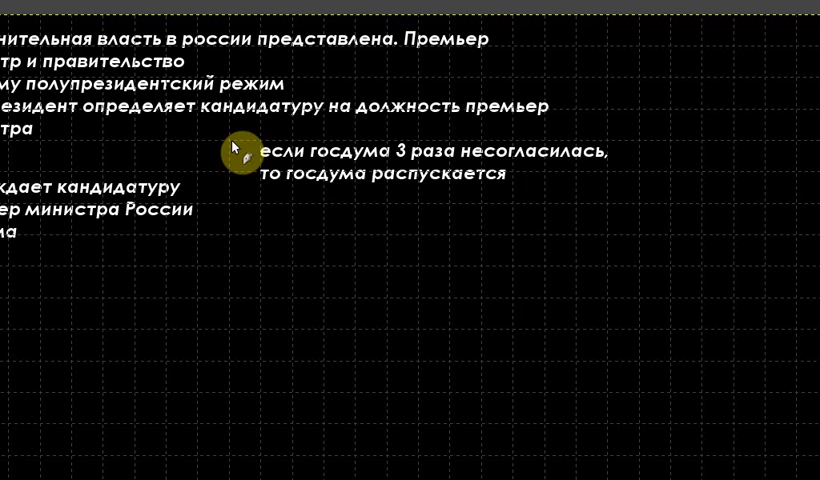 нительная власть в россии представлена. Премьер
тр и правительство
му полупрезидентский режим
езидент определяет кандидатуру на должность премьер
тра
если госдума 3 раза несогласилась,
то госдума распускается
ждает кандидатуру
ер министра России
ма